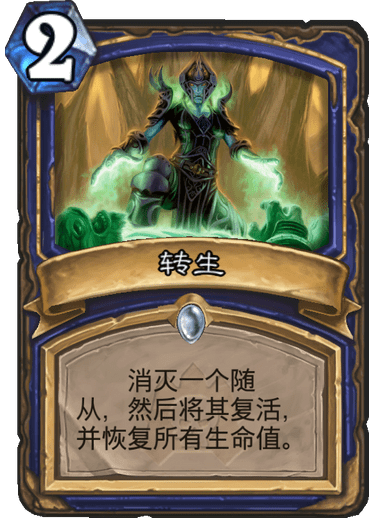 2
转生
消灭一个随
从，然后将其复活，
并恢复所有生命值。